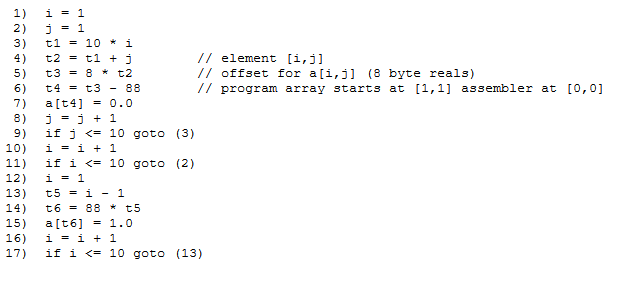 1) i = 1
2) j = 1
3) t1 = 10 * i
4) t2 = t1 + j // element [i,j]
5) t3 = 8 * t2 // offset for a[i,j] (8 byte reals)
6) t4 = t3 - 88 // program array starts at [1,1] assembler at [0,0]
7) a[t4] = 0.0
8) j = j + 1
9) if j <= 10 goto (3)
10) i = i + 1
11) if i <= 10 goto (2)
12) i = 1
13) t5 = i - 1
14) t6 = 88 * t5
15) a[t6] = 1.0
16) i = i + 1
17) if i <= 10 goto (13)